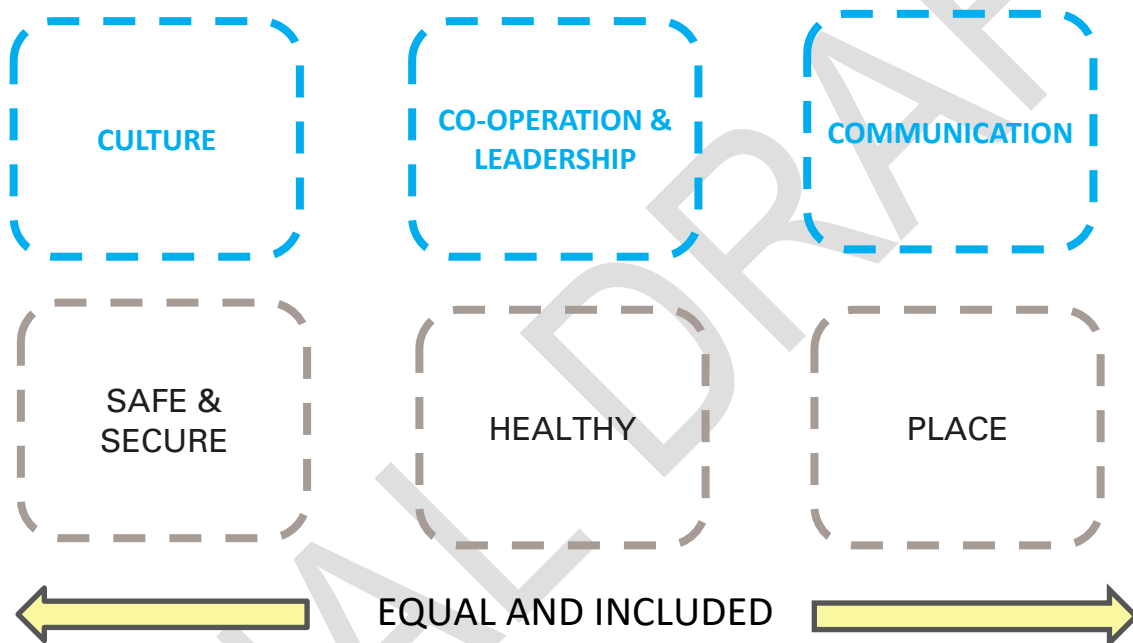 CULTURE
CO-OPERATION &
LEADERSHIP
COMMUNICATION
SAFE &
SECURE
HEALTHY
PLACE
EQUAL AND INCLUDED